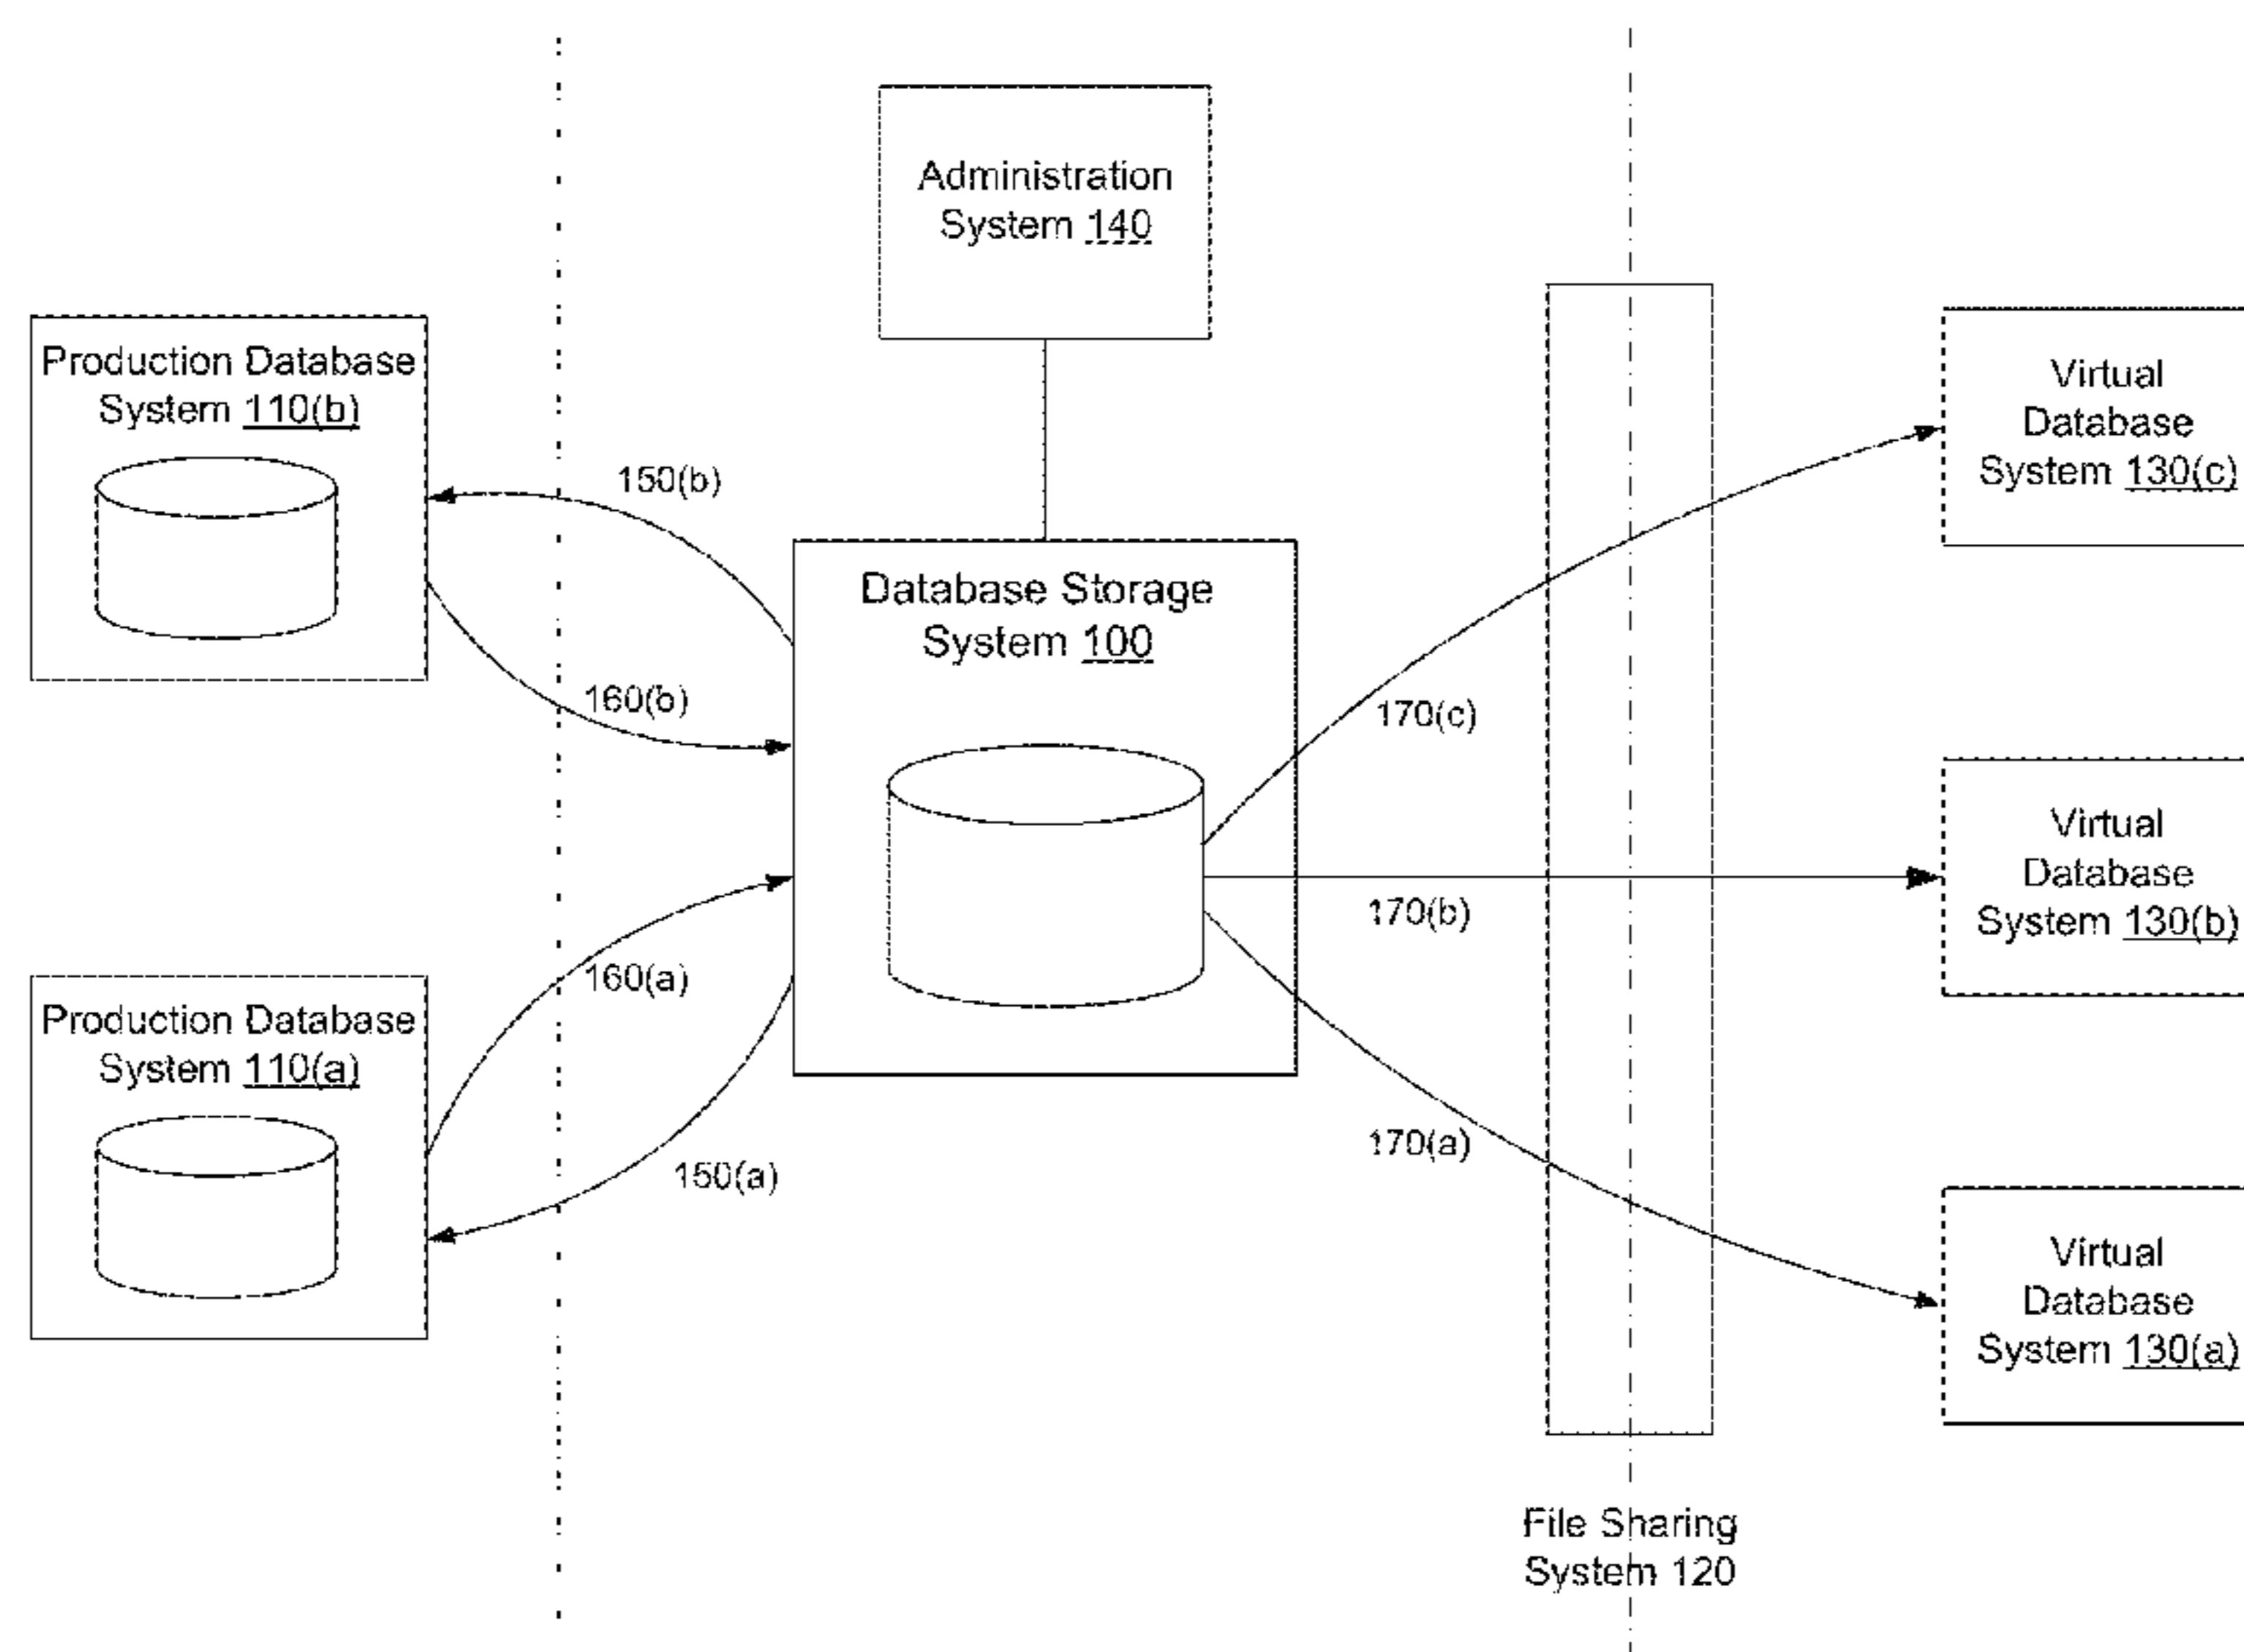 Administration
System 140
Production Database
System 110(b)
Virtual
Database
System 130(c)
150(b)
Database Storage
System 100
160(b)
170(c)
Virtual
Database
System 130(b)
170(b)
160(a)
Production Database
System 110(a)
170(a)
150(a)
Virtual
Database
System 130(a)
File Sharing
System 120